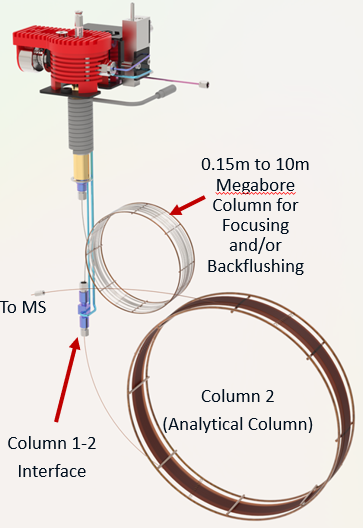 0.15m to 10m
Megabore
Column for
Focusing
and/or
Backflushing
To MS
Column 2
(Analytical Column)
Column 1-2
Interface